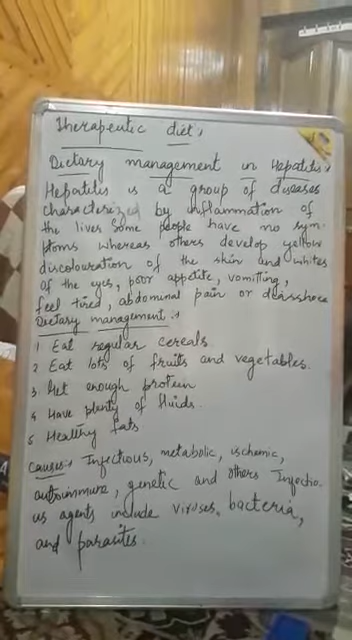 Therapeutic diet:
Dietary management in Hepatitis:
Hepatitis is a group of diseases
characterized by inflammation of
the lives Some people have no sym-
ptoms whereas others develop yellow
discolouration of the skin and whites
of the eyes, poor appetite, vomiting,
feel tired, abdominal pain or diarrhoea
Dietary management:
1 Eat regular cereals.
2 Eat lots of fruits and vegetables.
3. Get enough protein
4 Have plenty of fluids.
5 Healthy fats
Causes: Infectious, metabolic, ischemic,
autoimmune, genetic and others Infectio-
us agents include viruses, bacteria,
and parasites.